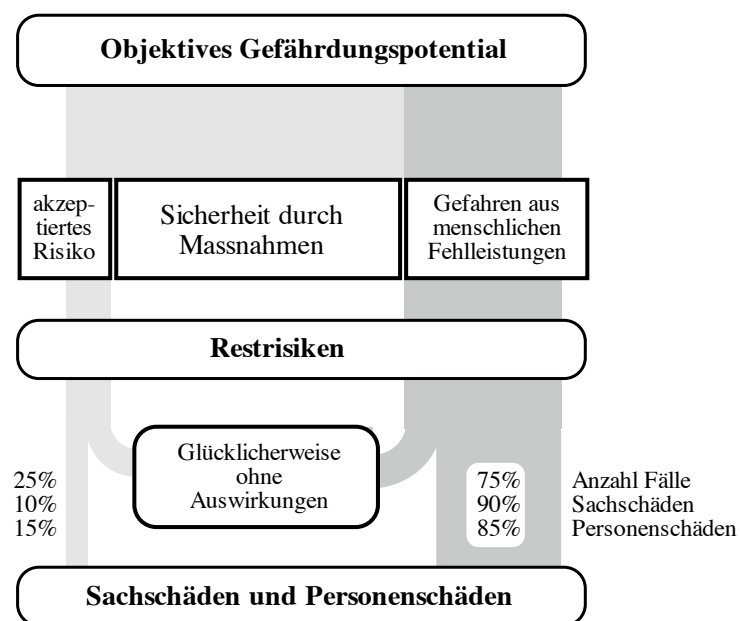 Objektives Gefährdungspotential
akzep-
tiertes
Risiko
Sicherheit durch
Massnahmen
Gefahren aus
menschlichen
Fehlleistungen
Restrisiken
Glücklicherweise
ohne
Auswirkungen
25%
10%
15%
75% Anzahl Fälle
90% Sachschäden
85% Personenschäden
Sachschäden und Personenschäden